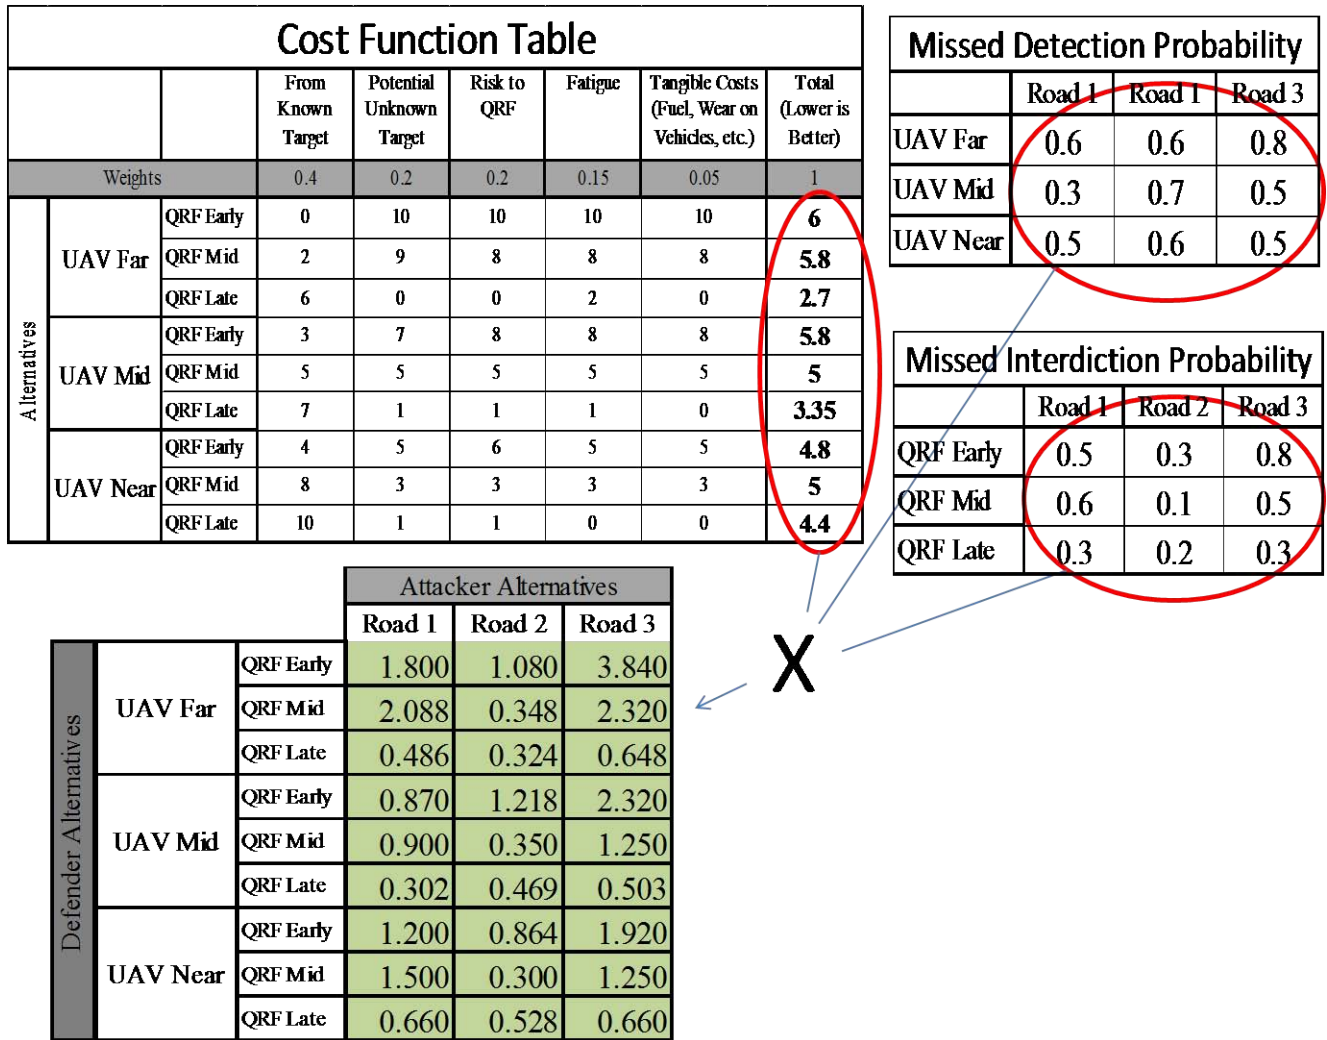 Cost Function Table
From Known Target Potential Unknown Target Risk to QRF Fatigue Tangible Costs (Fuel, Wear on Vehicles, etc.) Total (Lower is Better)
Weights 0.4 0.2 0.2 0.15 0.05 1
Alternatives
UAV Far QRF Early 0 10 10 10 10 6
QRF Mid 2 9 8 8 8 5.8
QRF Late 6 0 0 2 0 2.7
UAV Mid QRF Early 3 7 8 8 8 5.8
QRF Mid 5 5 5 5 5 5
QRF Late 7 1 1 1 0 3.35
UAV Near QRF Early 4 5 6 5 5 4.8
QRF Mid 8 3 3 3 3 5
QRF Late 10 1 1 0 0 4.4
Missed Detection Probability
Road 1 Road 1 Road 3
UAV Far 0.6 0.6 0.8
UAV Mid 0.3 0.7 0.5
UAV Near 0.5 0.6 0.5
Missed Interdiction Probability
Road 1 Road 2 Road 3
QRF Early 0.5 0.3 0.8
QRF Mid 0.6 0.1 0.5
QRF Late 0.3 0.2 0.3
X
Attacker Alternatives
Road 1 Road 2 Road 3
Defender Alternatives
UAV Far QRF Early 1.800 1.080 3.840
QRF Mid 2.088 0.348 2.320
QRF Late 0.486 0.324 0.648
UAV Mid QRF Early 0.870 1.218 2.320
QRF Mid 0.900 0.350 1.250
QRF Late 0.302 0.469 0.503
UAV Near QRF Early 1.200 0.864 1.920
QRF Mid 1.500 0.300 1.250
QRF Late 0.660 0.528 0.660